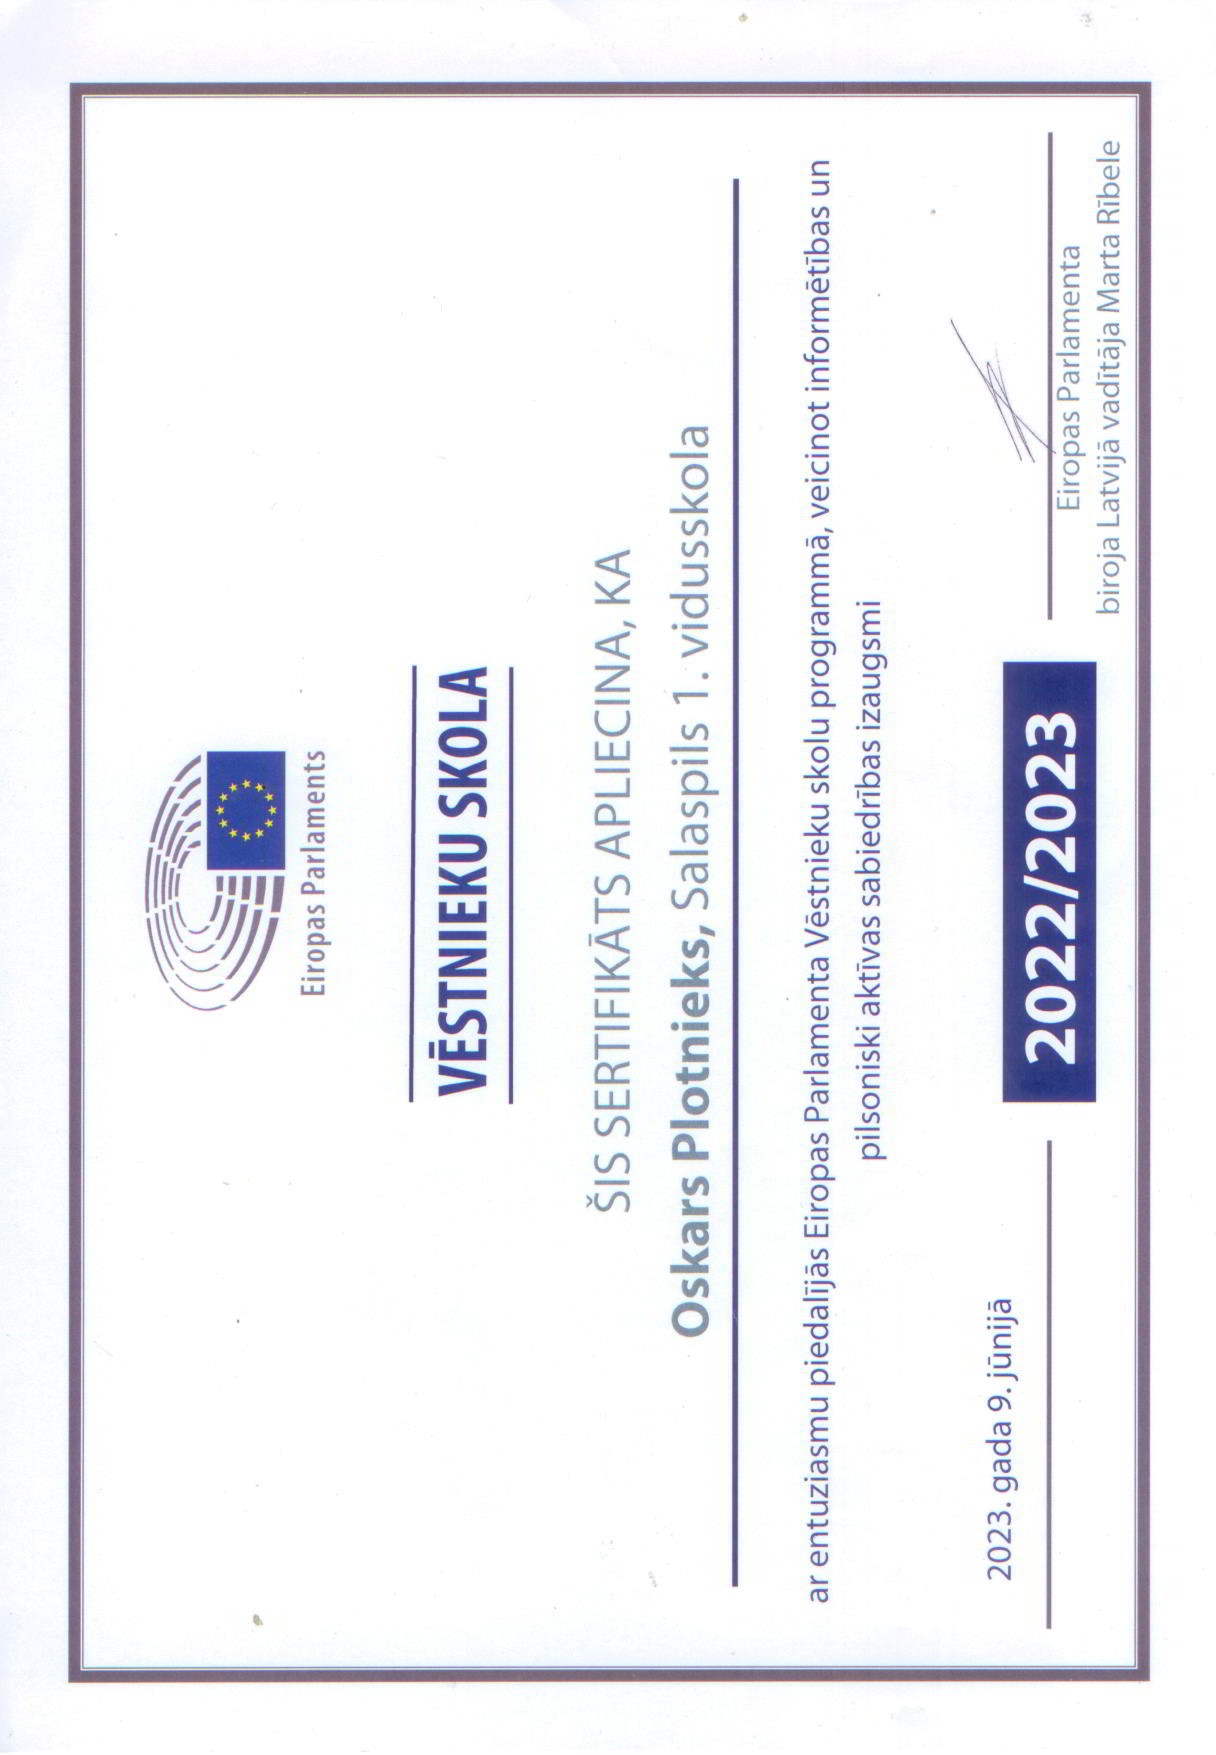 Eiropas Parlaments
VĒSTNIEKU SKOLA
ŠIS SERTIFIKĀTS APLIECINA, KA
Oskars Plotnieks, Salaspils 1. vidusskola
ar entuziasmu piedalījās Eiropas Parlamenta Vēstnieku skolu programmā, veicinot informētības un
pilsoniski aktīvas sabiedrības izaugsmi
2023. gada 9. jūnijā
2022/2023
Eiropas Parlamenta
biroja Latvijā vadītāja Marta Rībele